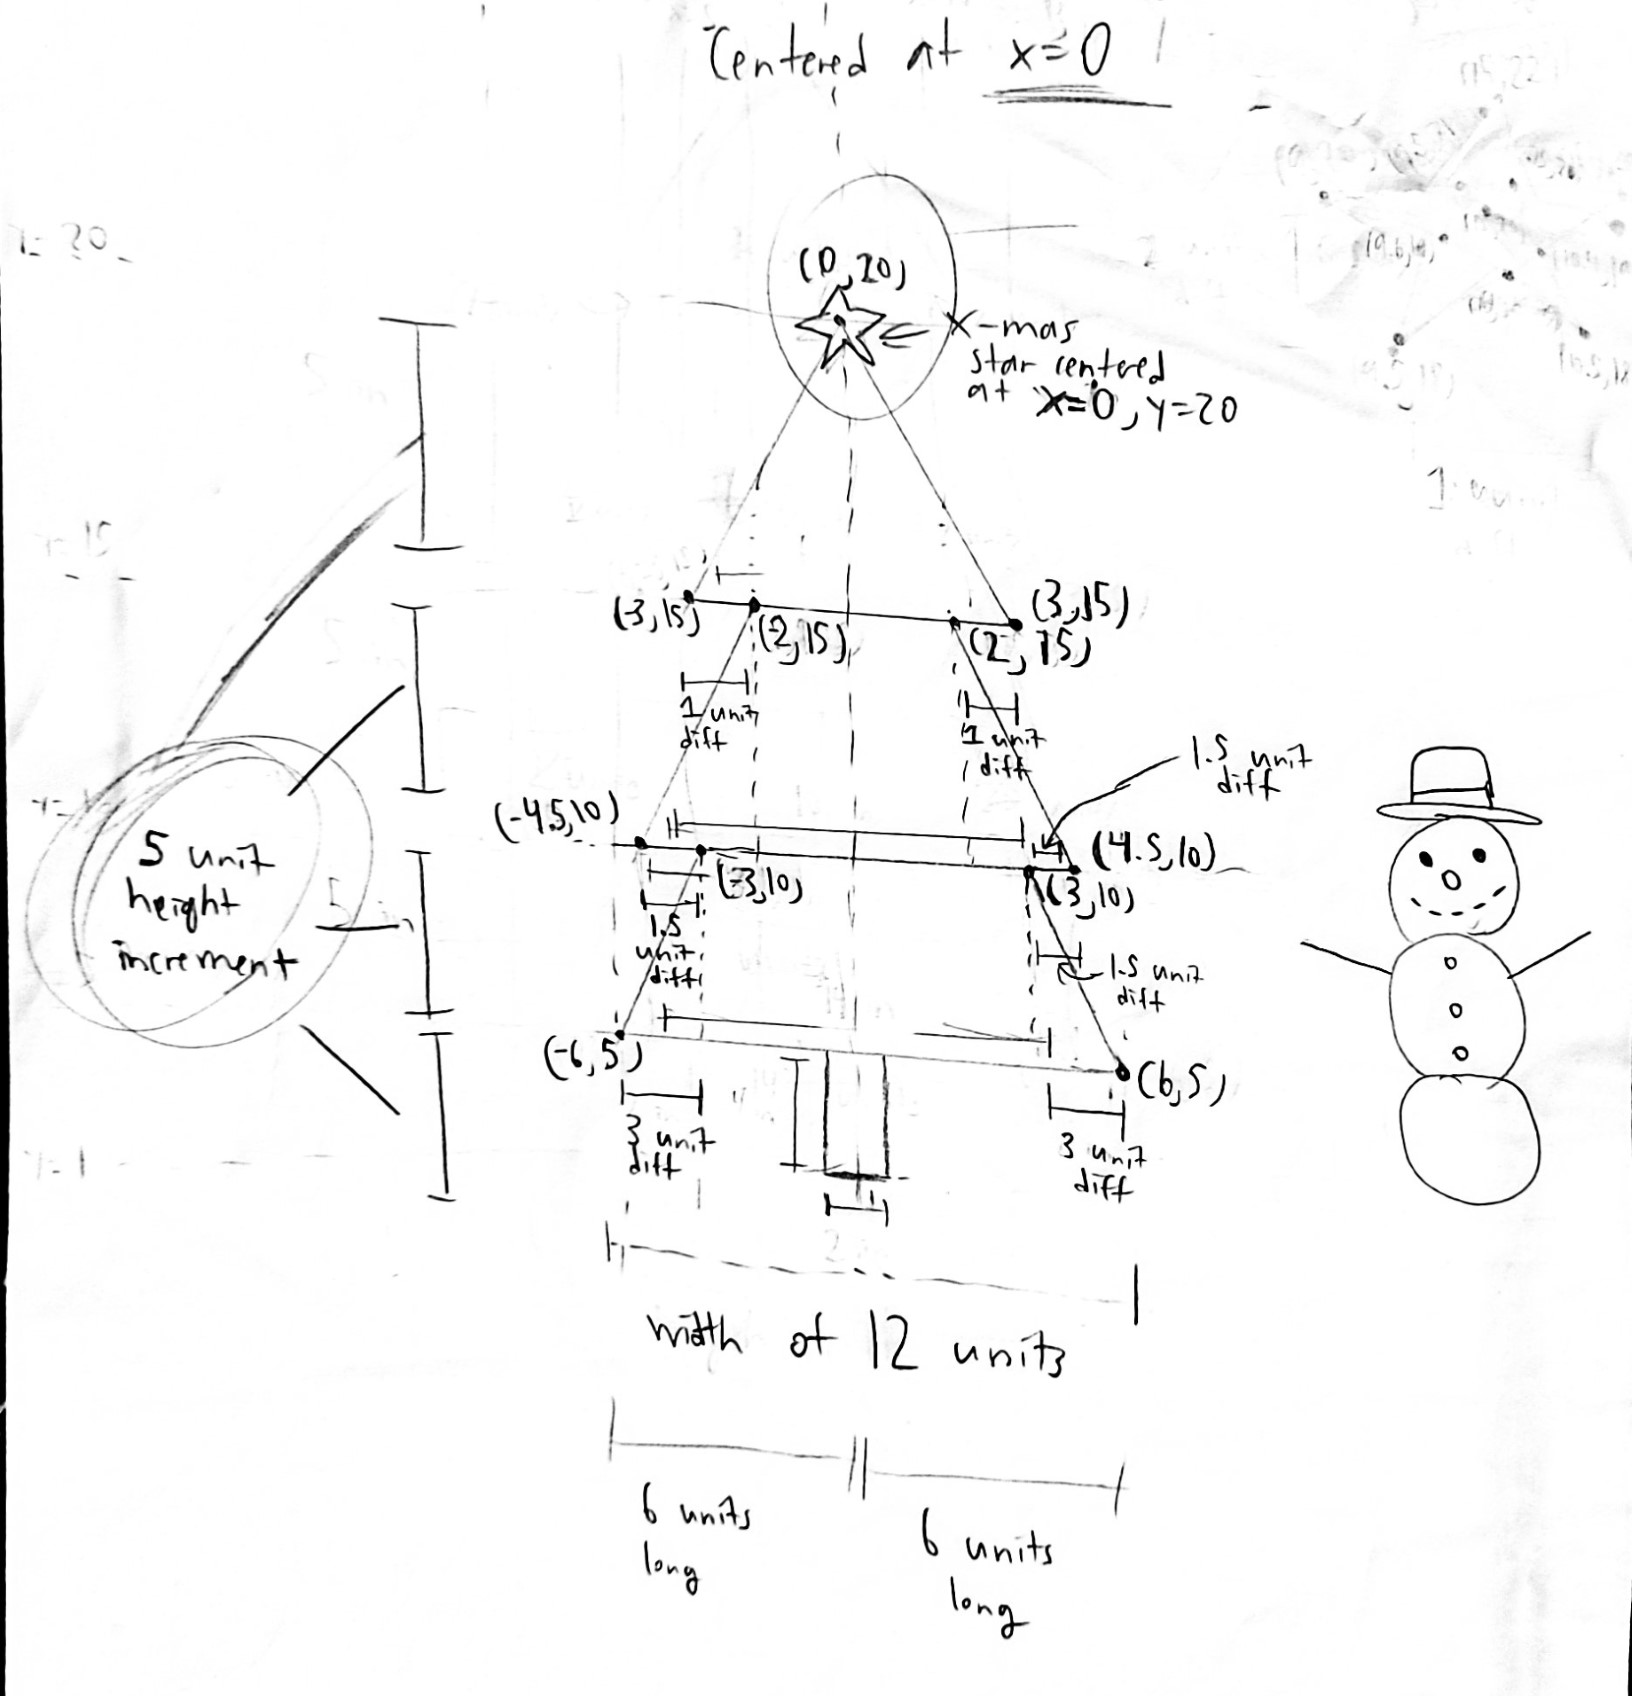 Centered at x=0
(0,20)
X-mas
star centered
at x=0, y=20
(-3,15)
(-2,15)
(3,15)
(2, 15)
1 unit
diff
1 unit
diff
1.5 unit
diff
(-4.5,10)
(-3,10)
(4.5,10)
(3,10)
5 unit
height
increment
1.5
unit
diff
1.5 unit
diff
(-6,5)
(6,5)
3 unit
diff
3 unit
diff
width of 12 units
6 units
long
6 units
long